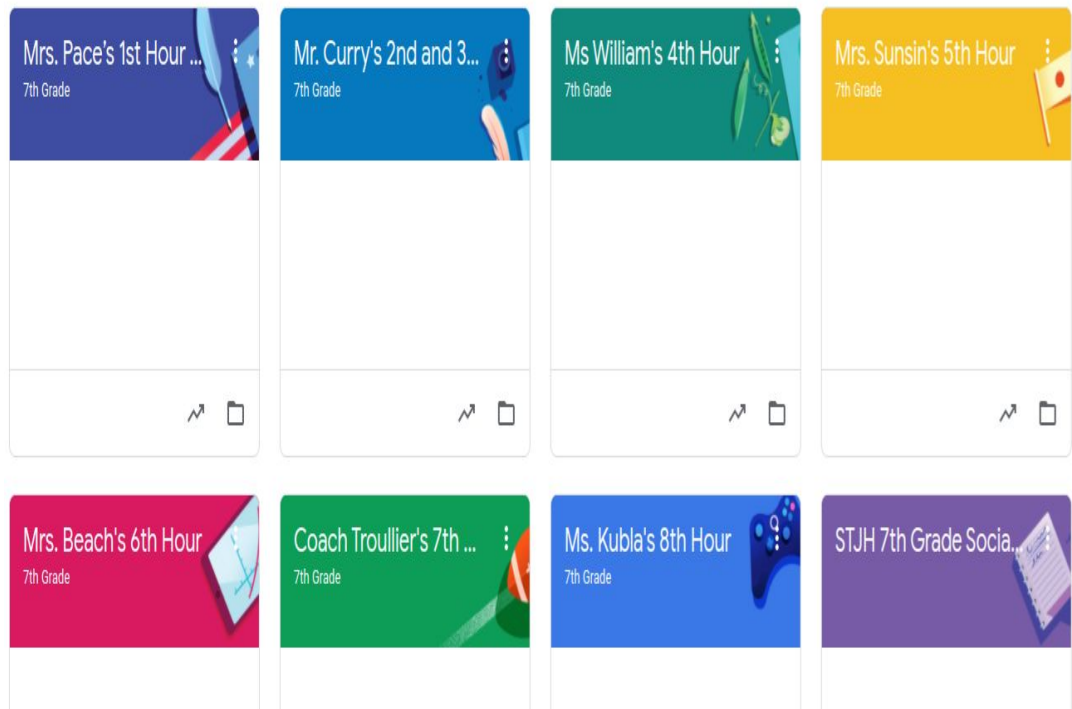 Mrs. Pace's 1st Hour ...
7th Grade
Mr. Curry's 2nd and 3...
7th Grade
Ms William's 4th Hour
7th Grade
Mrs. Sunsin's 5th Hour
7th Grade
Mrs. Beach's 6th Hour
7th Grade
Coach Troullier's 7th ...
7th Grade
Ms. Kubla's 8th Hour
7th Grade
STJH 7th Grade Socia...